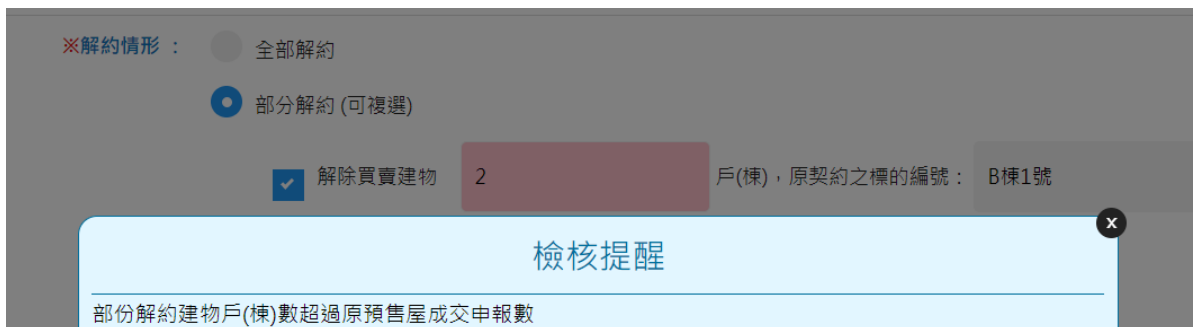 ※解約情形 : 全部解約
部分解約 (可複選)
解除買賣建物 2 戶(棟)，原契約之標的編號： B棟1號
x
檢核提醒
部份解約建物戶(棟)數超過原預售屋成交申報數